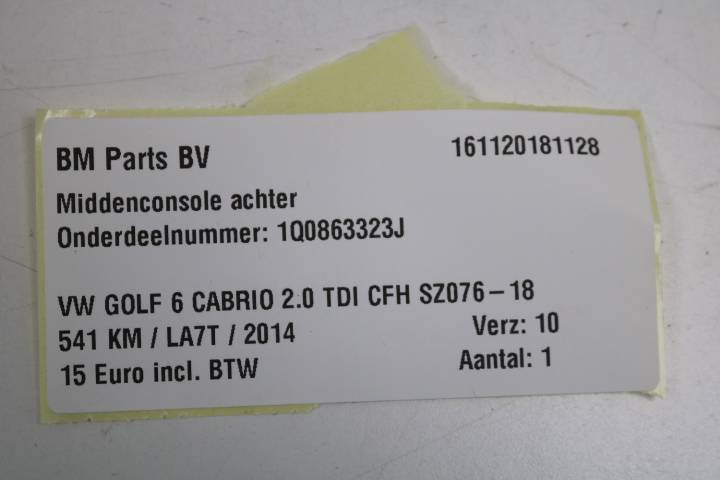 BM Parts BV 161120181128
Middenconsole achter
Onderdeelnummer: 1Q0863323J
VW GOLF 6 CABRIO 2.0 TDI CFH SZ076-18
541 KM / LA7T / 2014 Verz: 10
15 Euro incl. BTW Aantal: 1